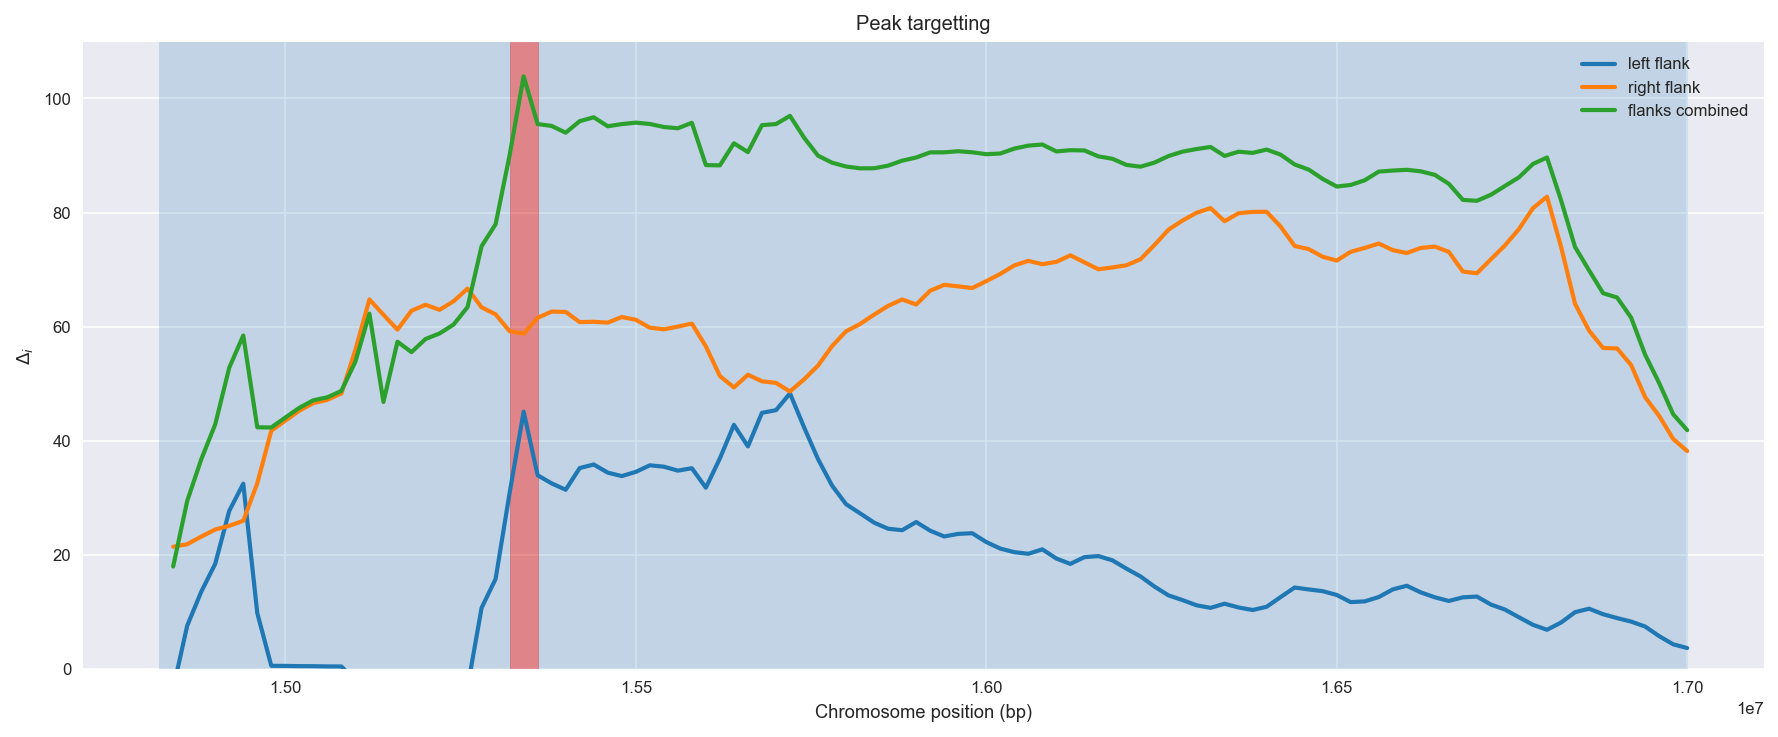 Peak targetting
left flank
right flank
flanks combined
100
80
60
40
20
0
Δi
1.50 1.55 1.60 1.65 1.70
1e7
Chromosome position (bp)